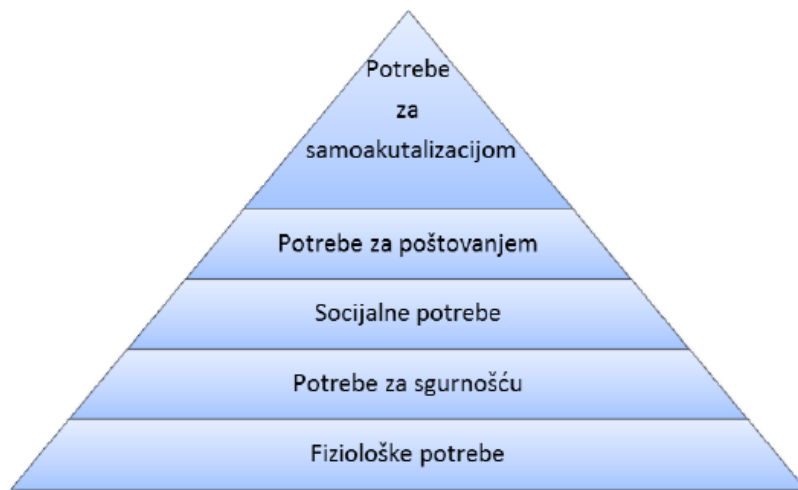 Potrebe
za
samoakutalizacijom
Potrebe za poštovanjem
Socijalne potrebe
Potrebe za sgurnošću
Fiziološke potrebe